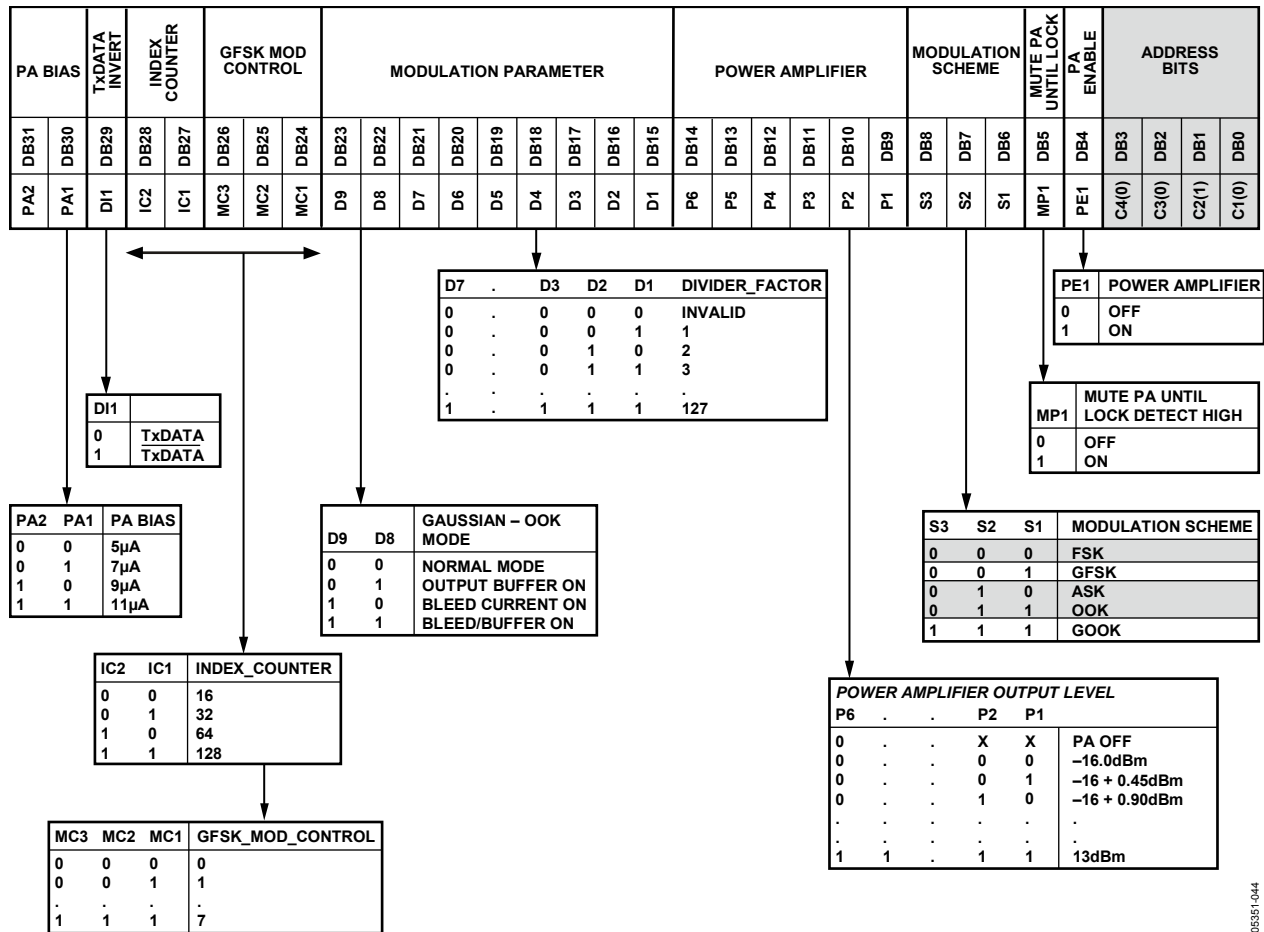 PA BIAS
TxDATA INVERT
INDEX COUNTER
GFSK MOD CONTROL
MODULATION PARAMETER
POWER AMPLIFIER
MODULATION SCHEME
MUTE PA UNTIL LOCK
PA ENABLE
ADDRESS BITS
DB31 DB30 DB29 DB28 DB27 DB26 DB25 DB24 DB23 DB22 DB21 DB20 DB19 DB18 DB17 DB16 DB15 DB14 DB13 DB12 DB11 DB10 DB9 DB8 DB7 DB6 DB5 DB4 DB3 DB2 DB1 DB0
PA2 PA1 DI1 IC2 IC1 MC3 MC2 MC1 D9 D8 D7 D6 D5 D4 D3 D2 D1 P6 P5 P4 P3 P2 P1 S3 S2 S1 MP1 PE1 C4(0) C3(0) C2(1) C1(0)
D7 . D3 D2 D1 DIVIDER_FACTOR
0 . 0 0 0 INVALID
0 . 0 0 1 1
0 . 0 1 0 2
0 . 0 1 1 3
. . . . . .
1 . 1 1 1 127
PE1 POWER AMPLIFIER
0 OFF
1 ON
MP1 MUTE PA UNTIL
LOCK DETECT HIGH
0 OFF
1 ON
DI1
0 TxDATA
1 TxDATA
PA2 PA1 PA BIAS
0 0 5µA
0 1 7µA
1 0 9µA
1 1 11µA
D9 D8 GAUSSIAN – OOK
MODE
0 0 NORMAL MODE
0 1 OUTPUT BUFFER ON
1 0 BLEED CURRENT ON
1 1 BLEED/BUFFER ON
S3 S2 S1 MODULATION SCHEME
0 0 0 FSK
0 0 1 GFSK
0 1 0 ASK
0 1 1 OOK
1 1 1 GOOK
IC2 IC1 INDEX_COUNTER
0 0 16
0 1 32
1 0 64
1 1 128
POWER AMPLIFIER OUTPUT LEVEL
P6 . . P2 P1
0 . . X X PA OFF
0 . . 0 0 –16.0dBm
0 . . 0 1 –16 + 0.45dBm
0 . . 1 0 –16 + 0.90dBm
. . . . . .
. . . . . .
1 1 . 1 1 13dBm
MC3 MC2 MC1 GFSK_MOD_CONTROL
0 0 0 0
0 0 1 1
. . . .
1 1 1 7
05351-044